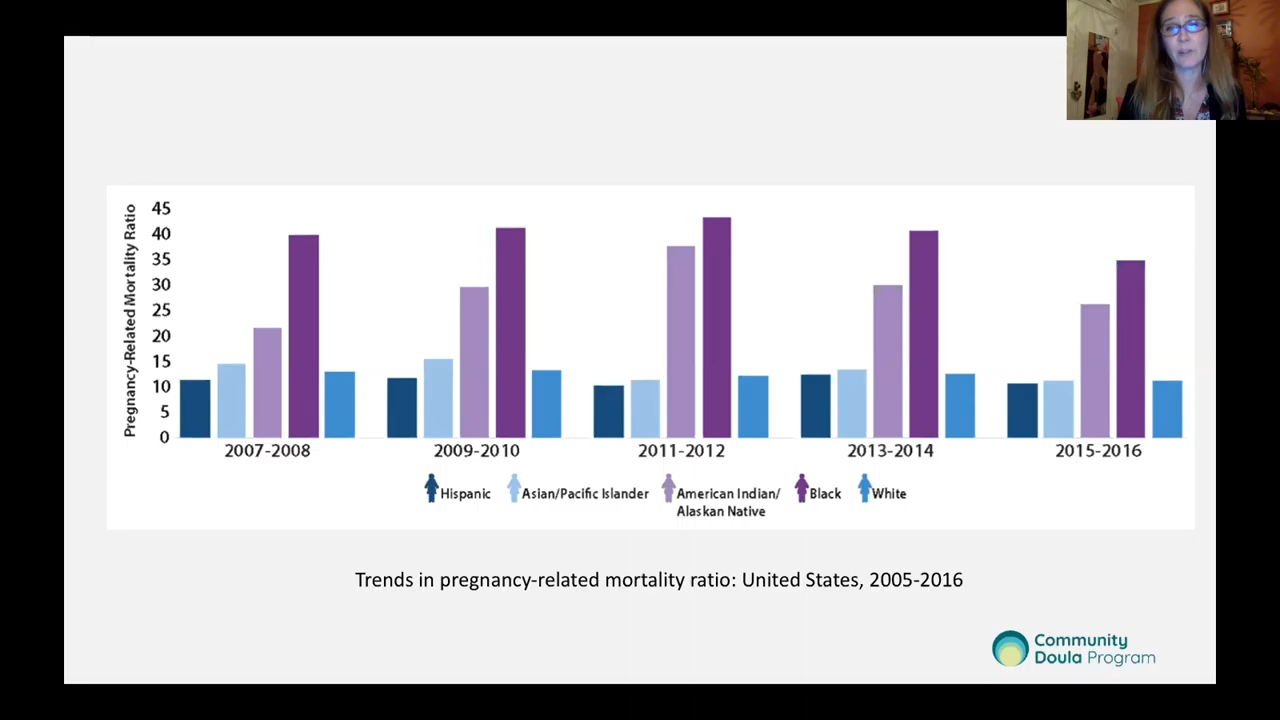 Pregnancy-Related Mortality Ratio
45
40
35
30
25
20
15
10
5
0
2007-2008 2009-2010 2011-2012 2013-2014 2015-2016
Hispanic Asian/Pacific Islander American Indian/ Black White
Alaskan Native
Trends in pregnancy-related mortality ratio: United States, 2005-2016
Community
Doula Program